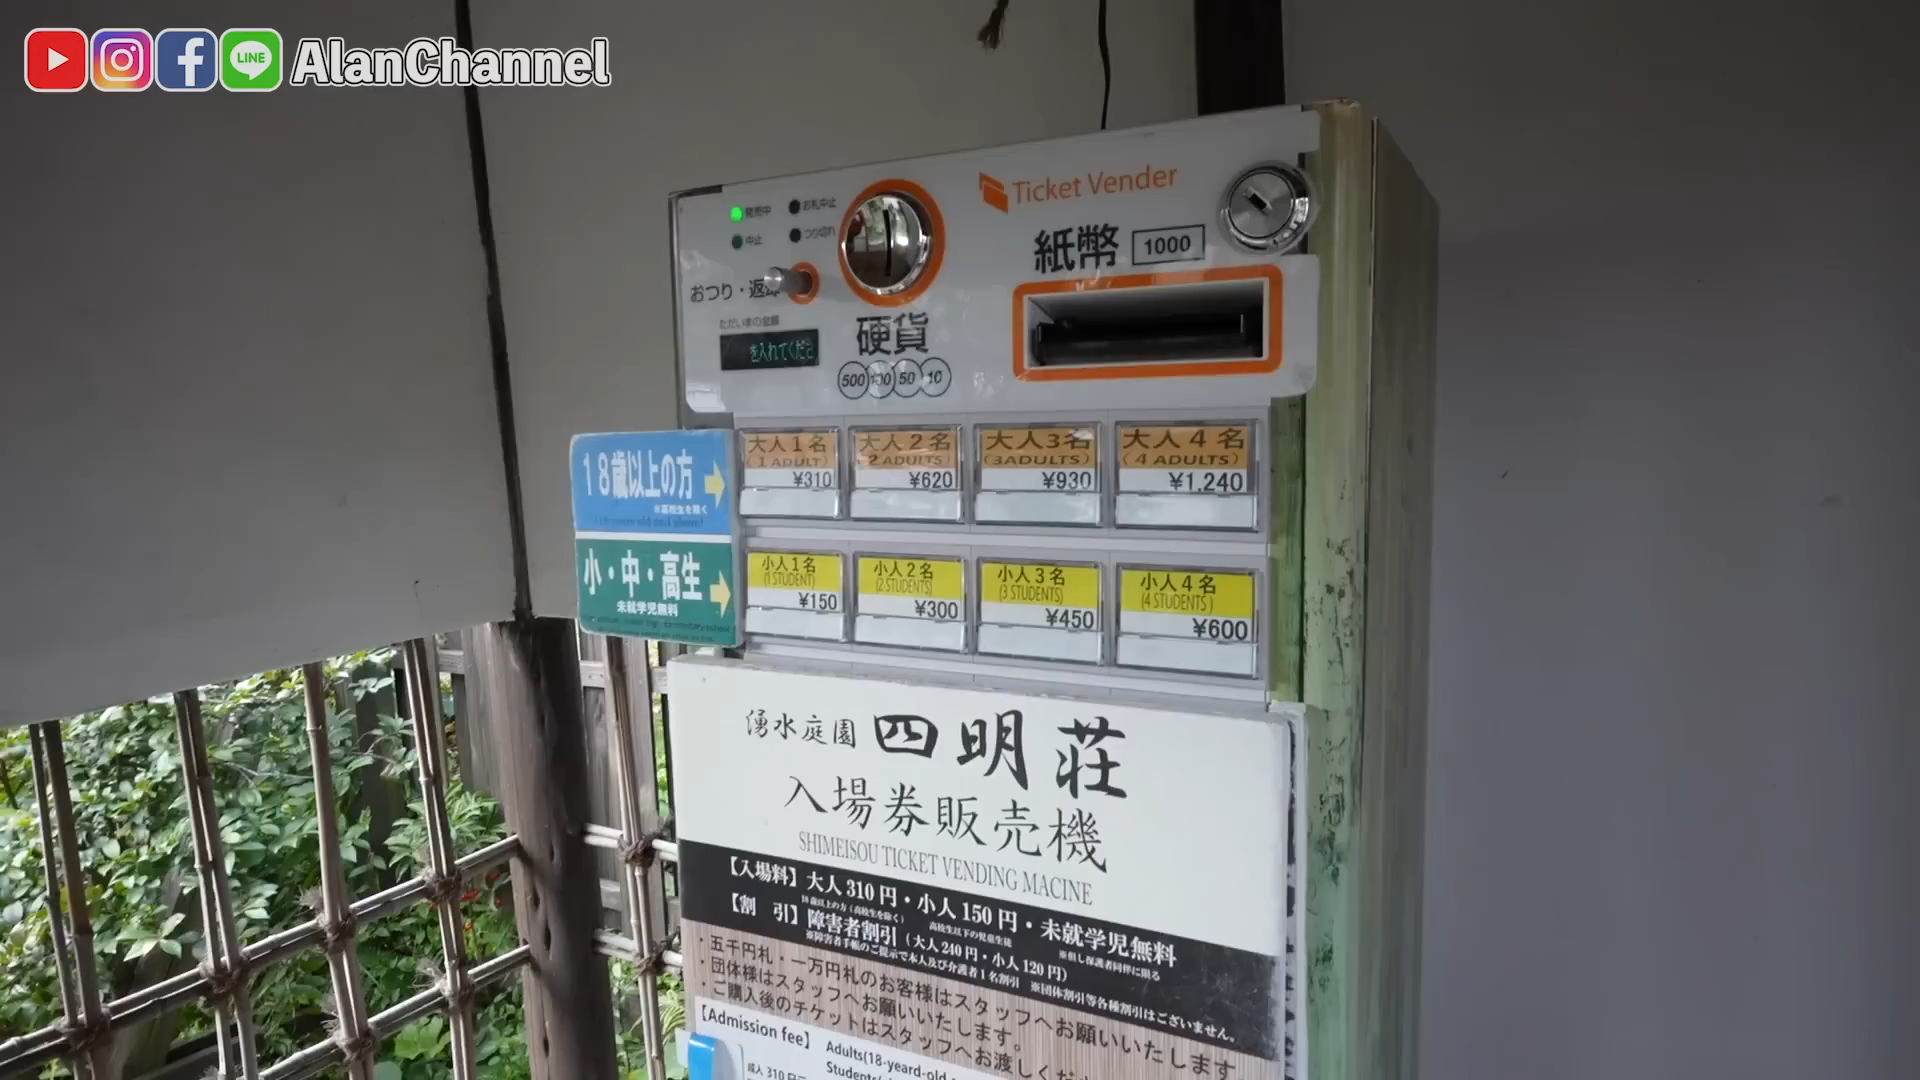 LINE
AlanChannel
Ticket Vender
発売中
お札中止
中止
つり切れ
紙幣 1000
おつり・返却
ただいまの金額
を入れてくださ
硬貨
500 100 50 10
大人1名
(1 ADULT)
¥310
大人2名
2 ADULTS)
¥620
大人3名
(3ADULTS)
¥930
大人4名
(4 ADULTS)
¥1,240
18歳以上の方
※高校生を除く
小・中・高生
未就学児無料
小人1名
(1 STUDENT)
¥150
小人2名
(2 STUDENTS)
¥300
小人3名
(3 STUDENTS)
¥450
小人4名
(4 STUDENTS)
¥600
湧水庭園 四明荘
入場券販売機
SHIMEISOU TICKET VENDING MACINE
【入場料】大人310円・小人150円・未就学児無料
18歳以上の方(高校生を除く) 高校生以下の児童生徒 ※但し保護者同伴に限る
【割 引】障害者割引(大人240円・小人120円)
※障害者手帳のご提示で本人及び介護者1名割引 ※団体割引等各種割引はございません。
・五千円札・一万円札のお客様はスタッフへお願いいたします
・団体様はスタッフへお願いいたします。
・ご購入後のチケットはスタッフへお渡しくだ
【Admission fee】
Adults(18-yeard-old
成人 310円